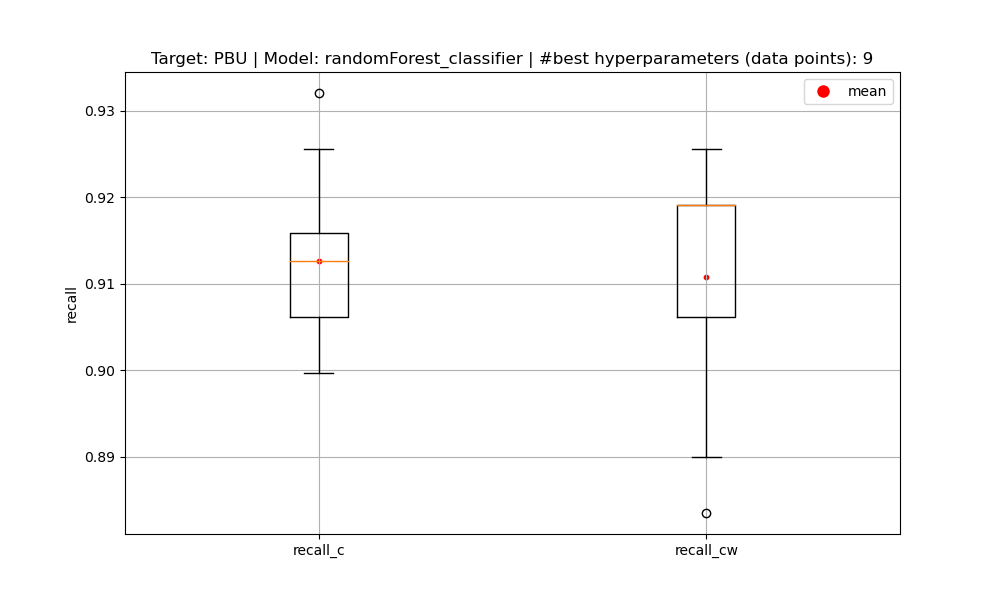 Target: PBU | Model: randomForest_classifier | #best hyperparameters (data points): 9
mean
0.93
0.92
0.91
0.90
0.89
recall
recall_c
recall_cw